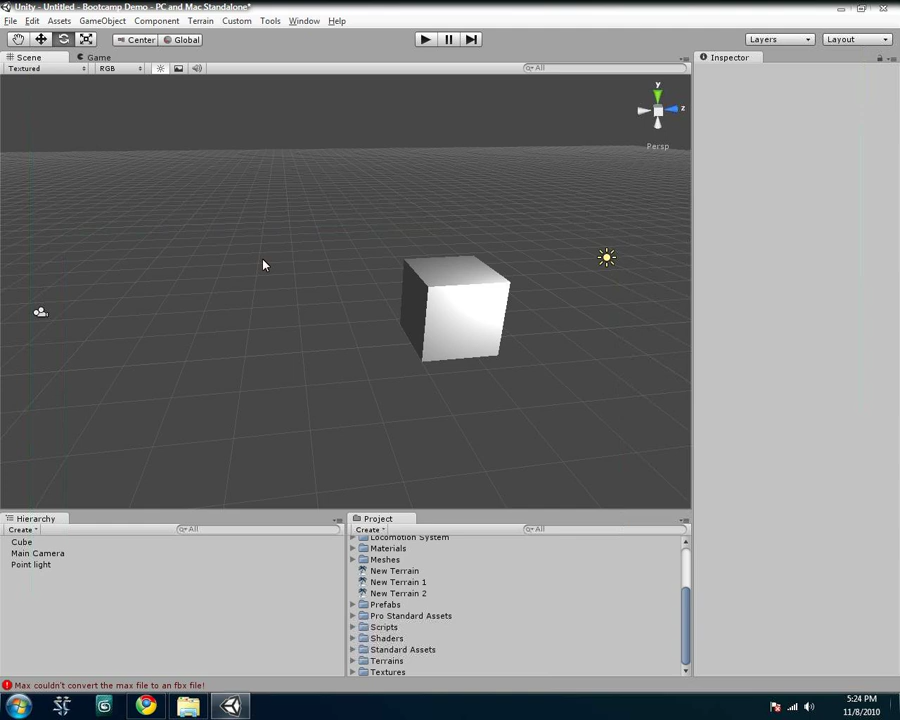 Unity - Untitled - Bootcamp Demo - PC and Mac Standalone*
File Edit Assets GameObject Component Terrain Custom Tools Window Help
Center Global Layers Layout
Scene Game Inspector
Textured RGB All
y
z
Persp
Hierarchy Project
Create All Create All
Cube
Main Camera
Point light
Locomotion System
Materials
Meshes
New Terrain
New Terrain 1
New Terrain 2
Prefabs
Pro Standard Assets
Scripts
Shaders
Standard Assets
Terrains
Textures
Max couldn't convert the max file to an fbx file!
5:24 PM
11/8/2010